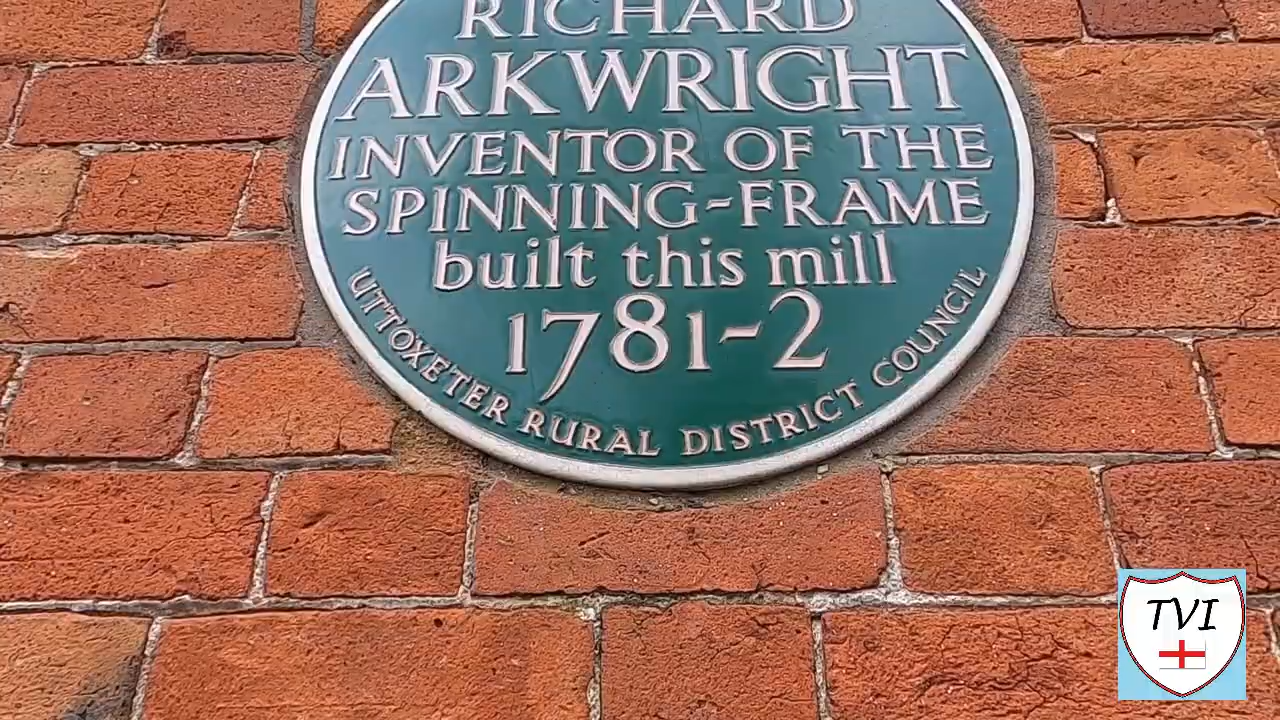 RICHARD
ARKWRIGHT
INVENTOR OF THE
SPINNING-FRAME
built this mill
1781-2
UTTOXETER RURAL DISTRICT COUNCIL
TVI